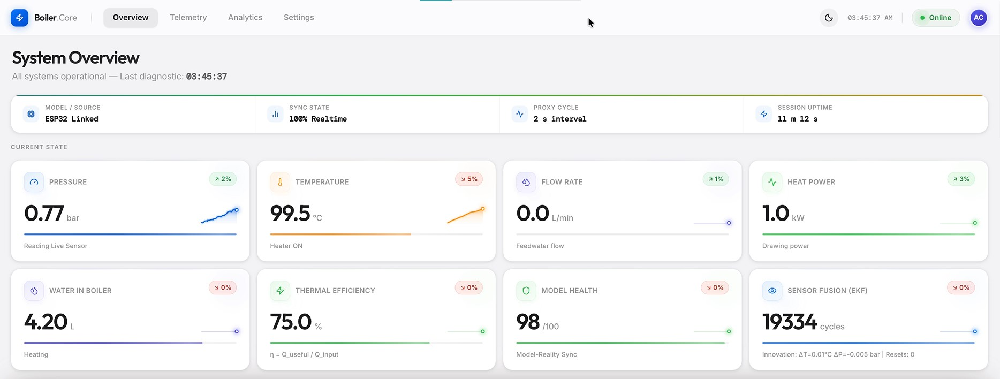 Boiler.Core Overview Telemetry Analytics Settings 03:45:37 AM Online AC
System Overview
All systems operational — Last diagnostic: 03:45:37
MODEL / SOURCE
ESP32 Linked
SYNC STATE
100% Realtime
PROXY CYCLE
2 s interval
SESSION UPTIME
11 m 12 s
CURRENT STATE
PRESSURE ↗ 2%
0.77 bar
Reading Live Sensor
TEMPERATURE ↘ 5%
99.5 °C
Heater ON
FLOW RATE ↗ 1%
0.0 L/min
Feedwater flow
HEAT POWER ↗ 3%
1.0 kW
Drawing power
WATER IN BOILER ↘ 0%
4.20 L
Heating
THERMAL EFFICIENCY ↘ 0%
75.0 %
η = Q_useful / Q_input
MODEL HEALTH ↘ 0%
98 /100
Model-Reality Sync
SENSOR FUSION (EKF) ↘ 0%
19334 cycles
Innovation: ΔT=0.01°C ΔP=-0.005 bar | Resets: 0